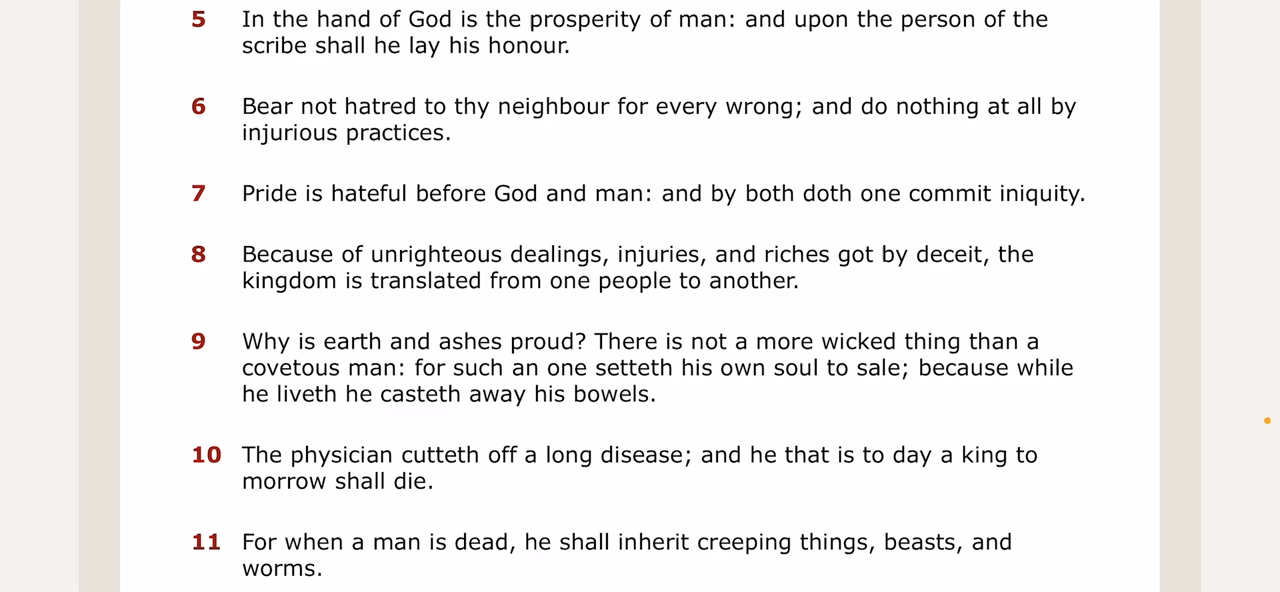 5 In the hand of God is the prosperity of man: and upon the person of the
scribe shall he lay his honour.
6 Bear not hatred to thy neighbour for every wrong; and do nothing at all by
injurious practices.
7 Pride is hateful before God and man: and by both doth one commit iniquity.
8 Because of unrighteous dealings, injuries, and riches got by deceit, the
kingdom is translated from one people to another.
9 Why is earth and ashes proud? There is not a more wicked thing than a
covetous man: for such an one setteth his own soul to sale; because while
he liveth he casteth away his bowels.
10 The physician cutteth off a long disease; and he that is to day a king to
morrow shall die.
11 For when a man is dead, he shall inherit creeping things, beasts, and
worms.